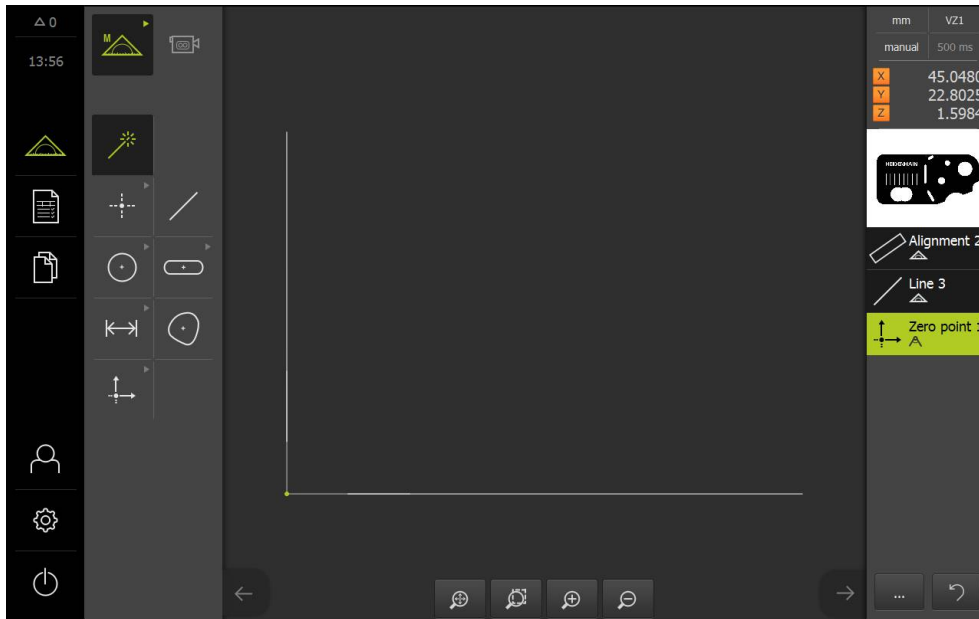 0
13:56
M
mm VZ1
manual 500 ms
X 45.0480
Y 22.8025
Z 1.5984
HEIDENHAIN
Alignment 2
Line 3
Zero point 1
...